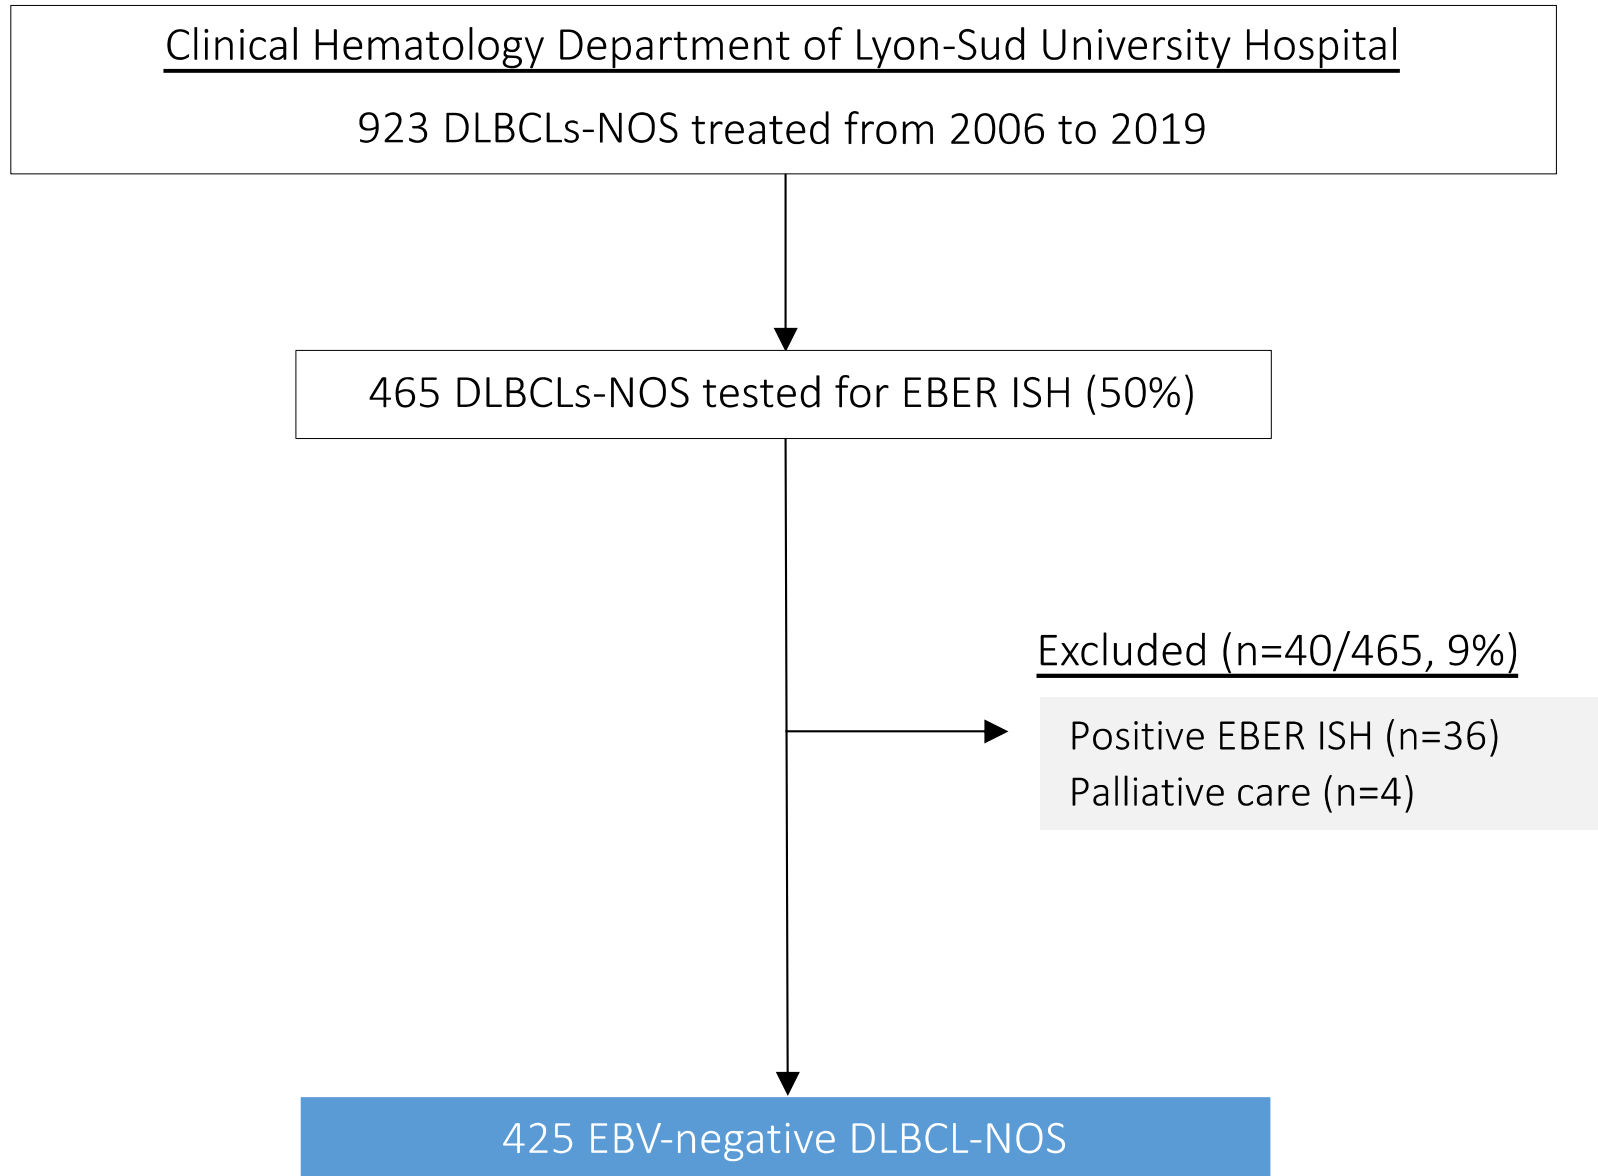 Clinical Hematology Department of Lyon-Sud University Hospital
923 DLBCLs-NOS treated from 2006 to 2019
465 DLBCLs-NOS tested for EBER ISH (50%)
Excluded (n=40/465, 9%)
Positive EBER ISH (n=36)
Palliative care (n=4)
425 EBV-negative DLBCL-NOS